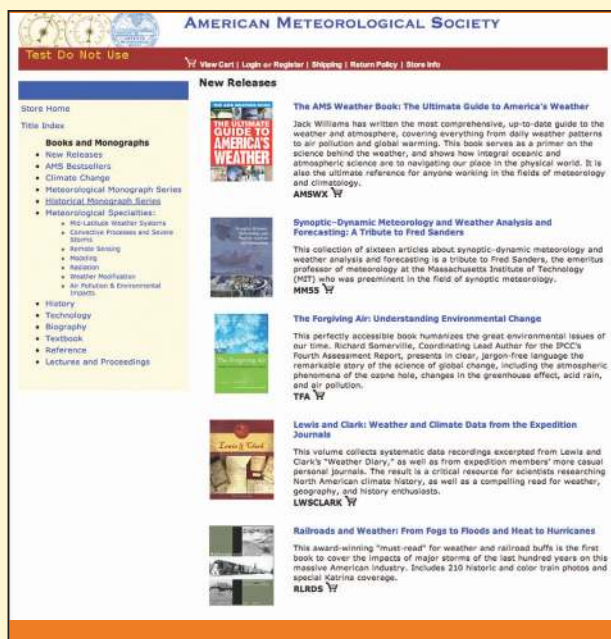 AMERICAN METEOROLOGICAL SOCIETY
Test Do Not Use
View Cart | Login or Register | Shipping | Return Policy | Store Info
Store Home
Title Index
Books and Monographs
• New Releases
• AMS Bestsellers
• Climate Change
• Meteorological Monograph Series
• Historical Monograph Series
• Meteorological Specialties:
• Mid-Latitude Weather Systems
• Convective Processes and Severe
Storms
• Remote Sensing
• Modeling
• Radiation
• Weather Modification
• Air Pollution & Environmental
Impacts
• History
• Technology
• Biography
• Textbook
• Reference
• Lectures and Proceedings
New Releases
THE ULTIMATE
GUIDE TO
AMERICA'S
WEATHER
The AMS Weather Book: The Ultimate Guide to America's Weather
Jack Williams has written the most comprehensive, up-to-date guide to the
weather and atmosphere, covering everything from daily weather patterns
to air pollution and global warming. This book serves as a primer on the
science behind the weather, and shows how integral oceanic and
atmospheric science are to navigating our place in the physical world. It is
also the ultimate reference for anyone working in the fields of meteorology
and climatology.
AMSWX
Synoptic–Dynamic Meteorology and Weather Analysis and
Forecasting: A Tribute to Fred Sanders
This collection of sixteen articles about synoptic-dynamic meteorology and
weather analysis and forecasting is a tribute to Fred Sanders, the emeritus
professor of meteorology at the Massachusetts Institute of Technology
(MIT) who was preeminent in the field of synoptic meteorology.
MM55
The Forgiving Air
The Forgiving Air: Understanding Environmental Change
This perfectly accessible book humanizes the great environmental issues of
our time. Richard Somerville, Coordinating Lead Author for the IPCC's
Fourth Assessment Report, presents in clear, jargon-free language the
remarkable story of the science of global change, including the atmospheric
phenomena of the ozone hole, changes in the greenhouse effect, acid rain,
and air pollution.
TFA
Lewis & Clark
Lewis and Clark: Weather and Climate Data from the Expedition
Journals
This volume collects systematic data recordings excerpted from Lewis and
Clark's "Weather Diary," as well as from expedition members' more casual
personal journals. The result is a critical resource for scientists researching
North American climate history, as well as a compelling read for weather,
geography, and history enthusiasts.
LWSCLARK
Railroads and Weather: From Fogs to Floods and Heat to Hurricanes
This award-winning "must-read" for weather and railroad buffs is the first
book to cover the impacts of major storms of the last hundred years on this
massive American industry. Includes 210 historic and color train photos and
special Katrina coverage.
RLRDS